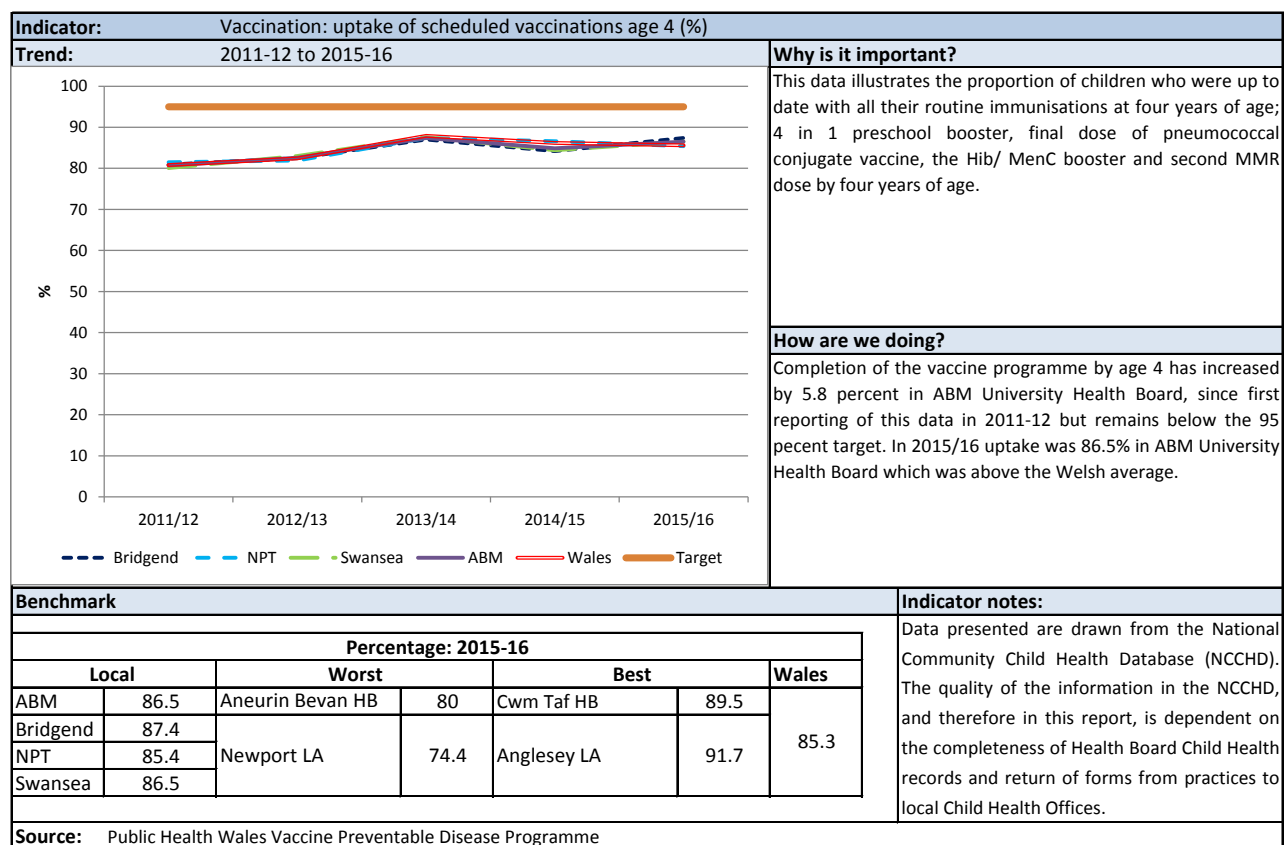 Indicator: Vaccination: uptake of scheduled vaccinations age 4 (%)
Trend: 2011-12 to 2015-16
Why is it important?
This data illustrates the proportion of children who were up to
date with all their routine immunisations at four years of age;
4 in 1 preschool booster, final dose of pneumococcal
conjugate vaccine, the Hib/ MenC booster and second MMR
dose by four years of age.
100
90
80
70
60
50
40
30
20
10
0
%
2011/12 2012/13 2013/14 2014/15 2015/16
Bridgend NPT Swansea ABM Wales Target
How are we doing?
Completion of the vaccine programme by age 4 has increased
by 5.8 percent in ABM University Health Board, since first
reporting of this data in 2011-12 but remains below the 95
pecent target. In 2015/16 uptake was 86.5% in ABM University
Health Board which was above the Welsh average.
Benchmark
Percentage: 2015-16
Local Worst Best Wales
ABM 86.5 Aneurin Bevan HB 80 Cwm Taf HB 89.5 85.3
Bridgend 87.4
NPT 85.4 Newport LA 74.4 Anglesey LA 91.7
Swansea 86.5
Indicator notes:
Data presented are drawn from the National
Community Child Health Database (NCCHD).
The quality of the information in the NCCHD,
and therefore in this report, is dependent on
the completeness of Health Board Child Health
records and return of forms from practices to
local Child Health Offices.
Source: Public Health Wales Vaccine Preventable Disease Programme